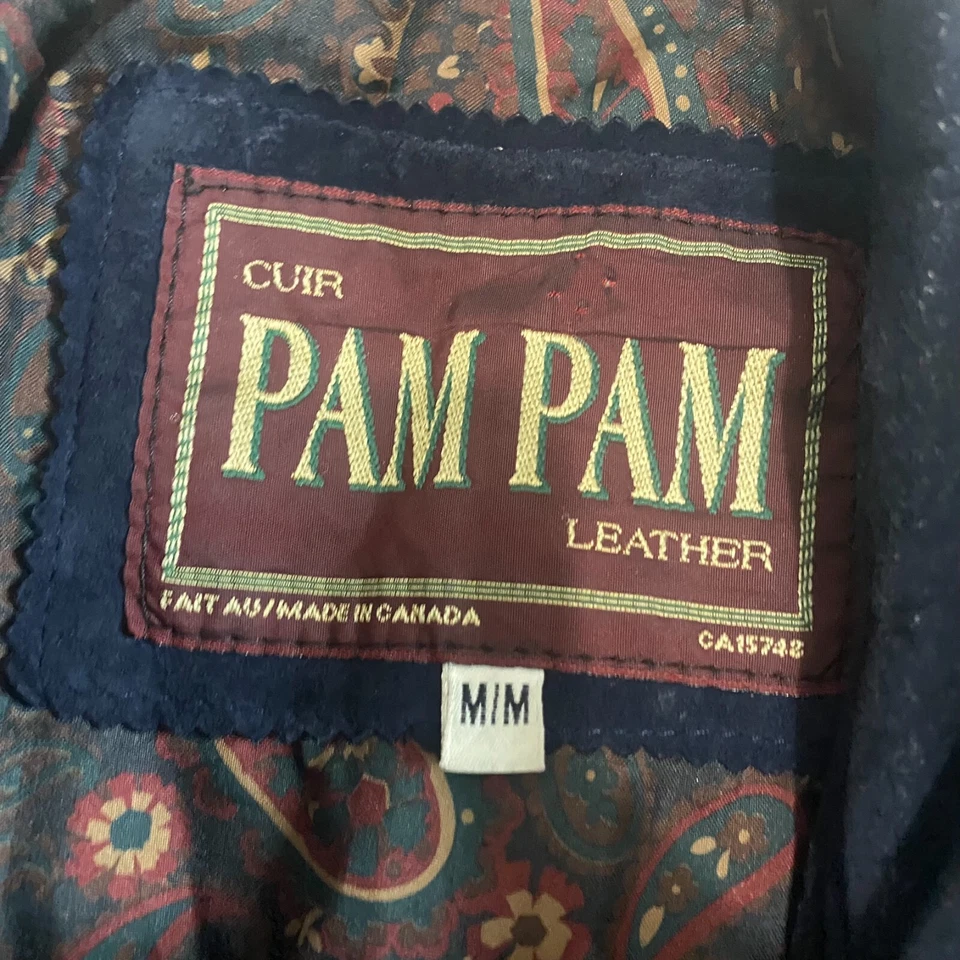 CUIR
PAM PAM
LEATHER
FAIT AU/MADE IN CANADA
CA15748
M/M